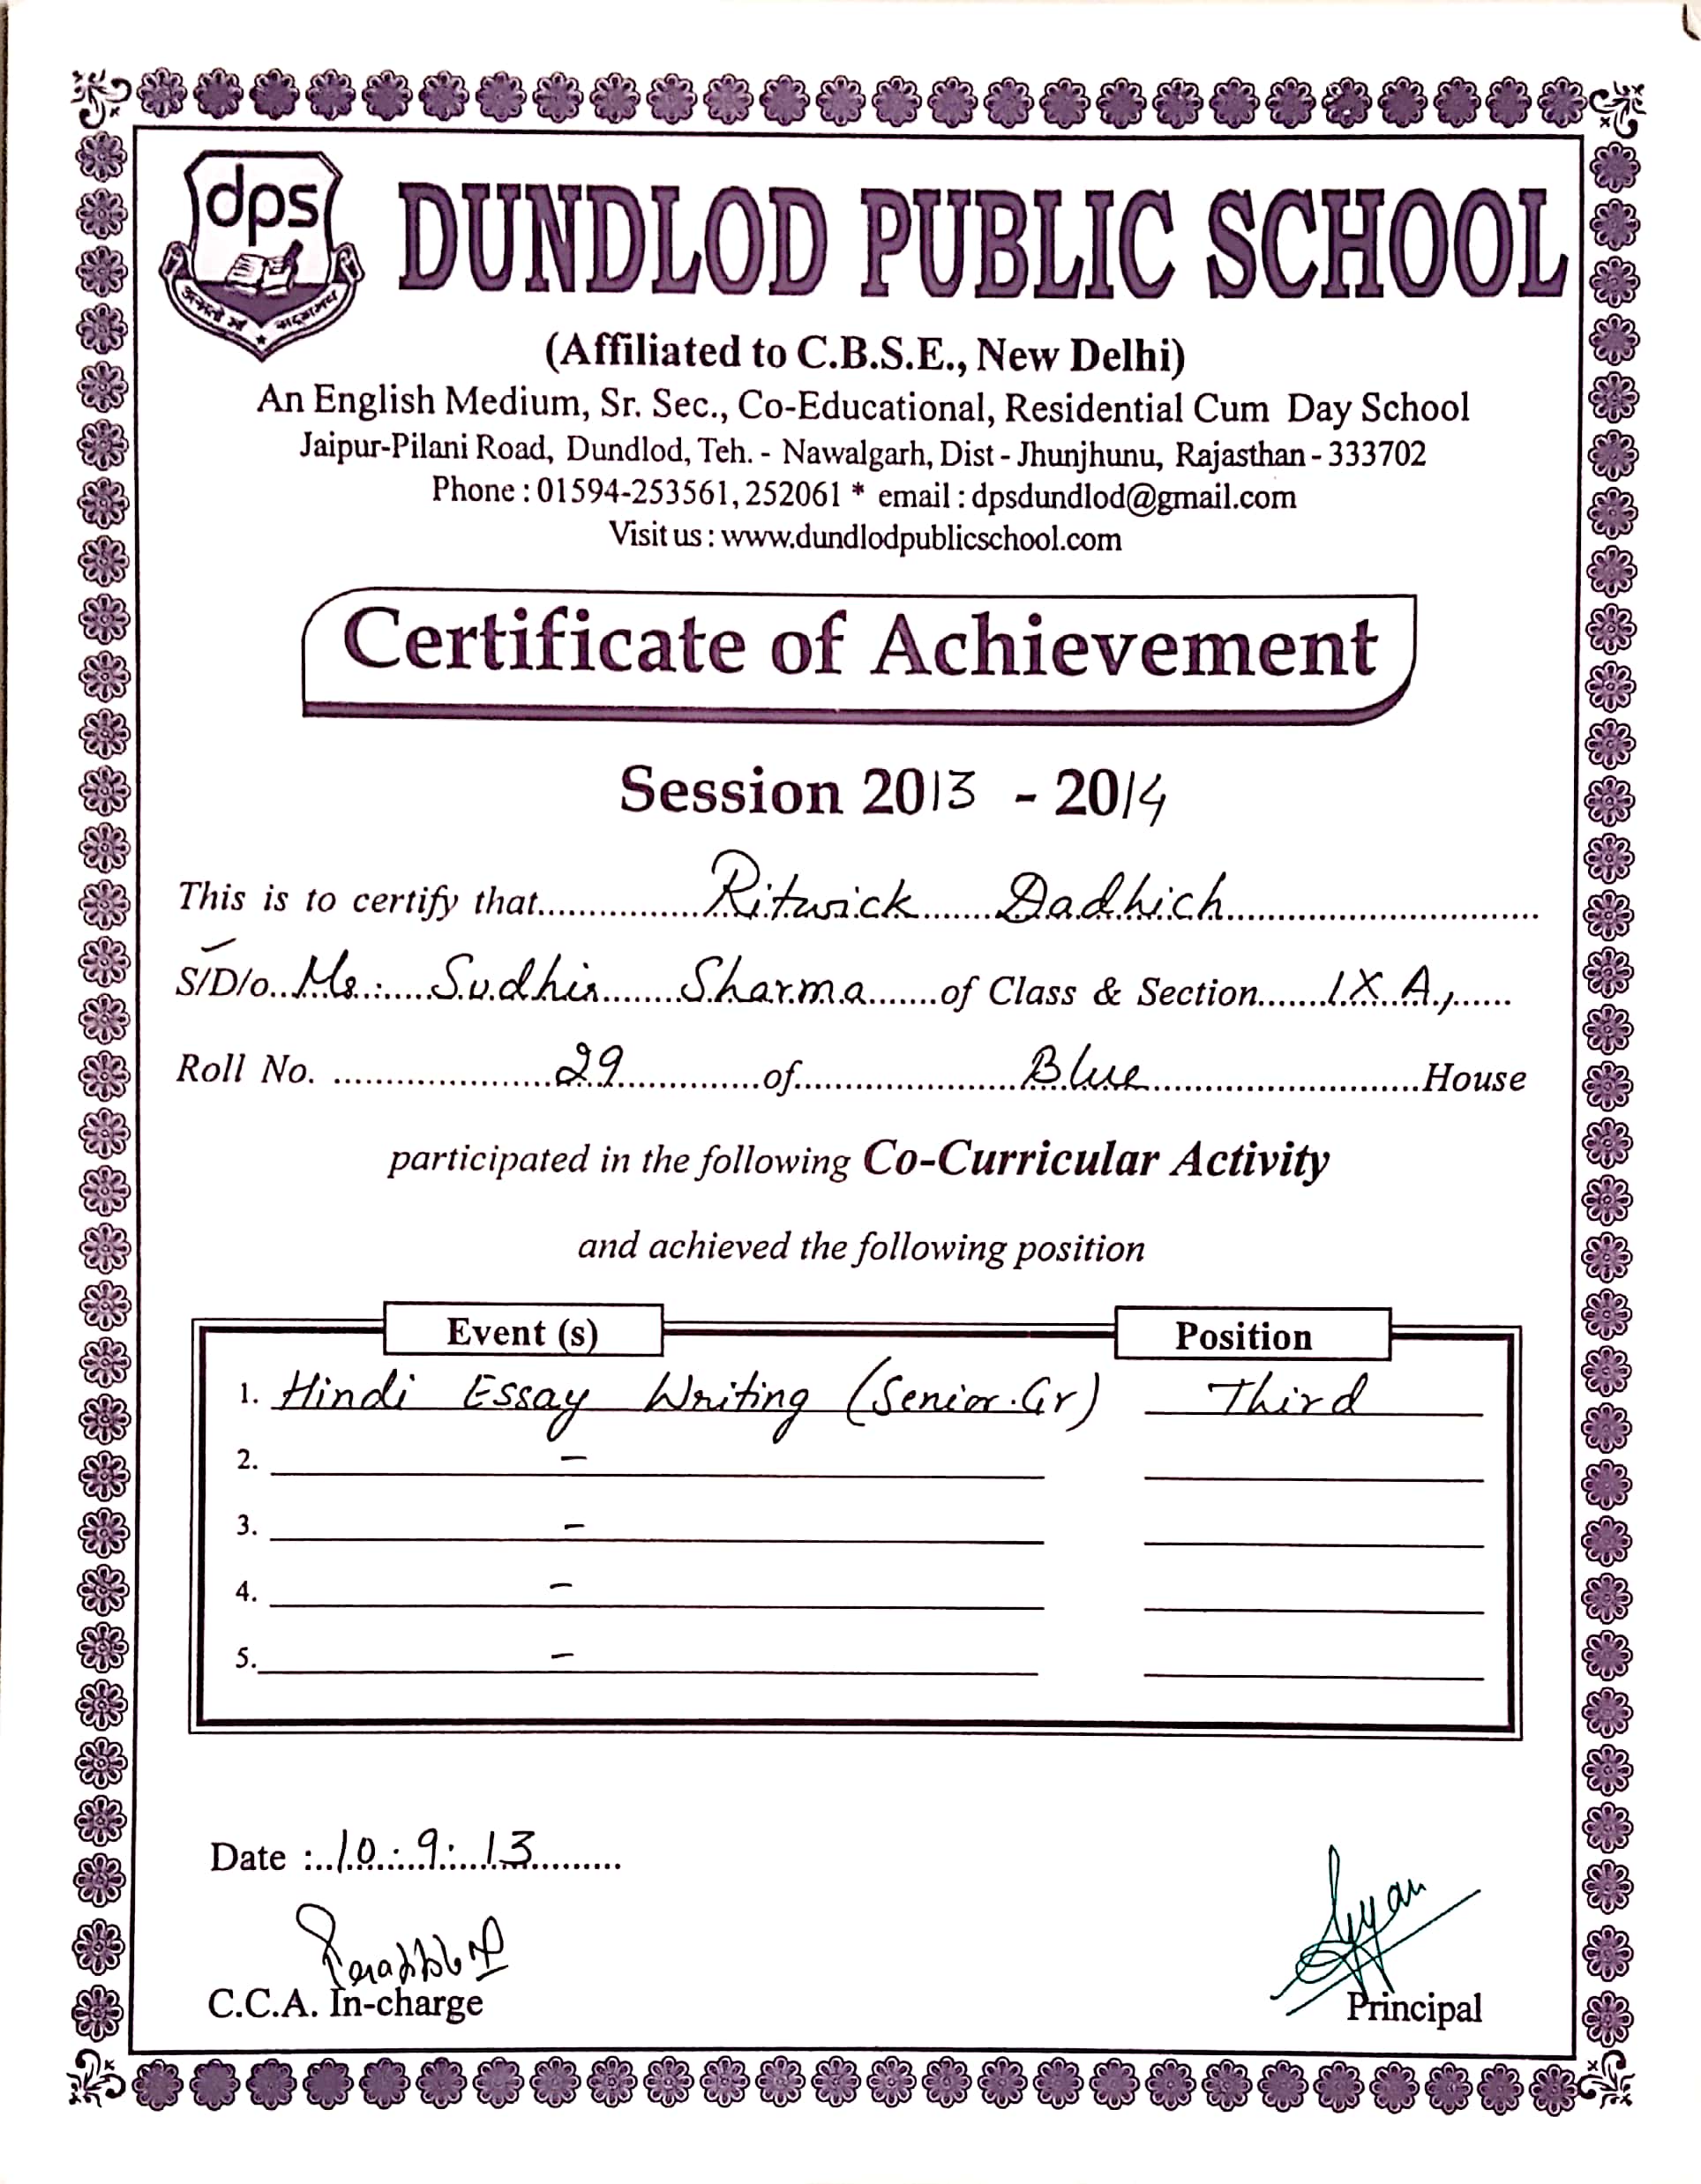 dps
DUNDLOD PUBLIC SCHOOL
(Affiliated to C.B.S.E., New Delhi)
An English Medium, Sr. Sec., Co-Educational, Residential Cum Day School
Jaipur-Pilani Road, Dundlod, Teh. - Nawalgarh, Dist - Jhunjhunu, Rajasthan - 333702
Phone : 01594-253561, 252061 * email : dpsdundlod@gmail.com
Visit us : www.dundlodpublicschool.com
Certificate of Achievement
Session 2013 - 2014
This is to certify that Ritwick Dadhich
S/D/o Mr. Sudhir Sharma of Class & Section IX A,
Roll No. 29 of Blue House
participated in the following Co-Curricular Activity
and achieved the following position
Event (s) Position
1. Hindi Essay Writing (Senior.Gr) Third
2. -
3. -
4. -
5. -
Date : 10.9.13
C.C.A. In-charge Principal